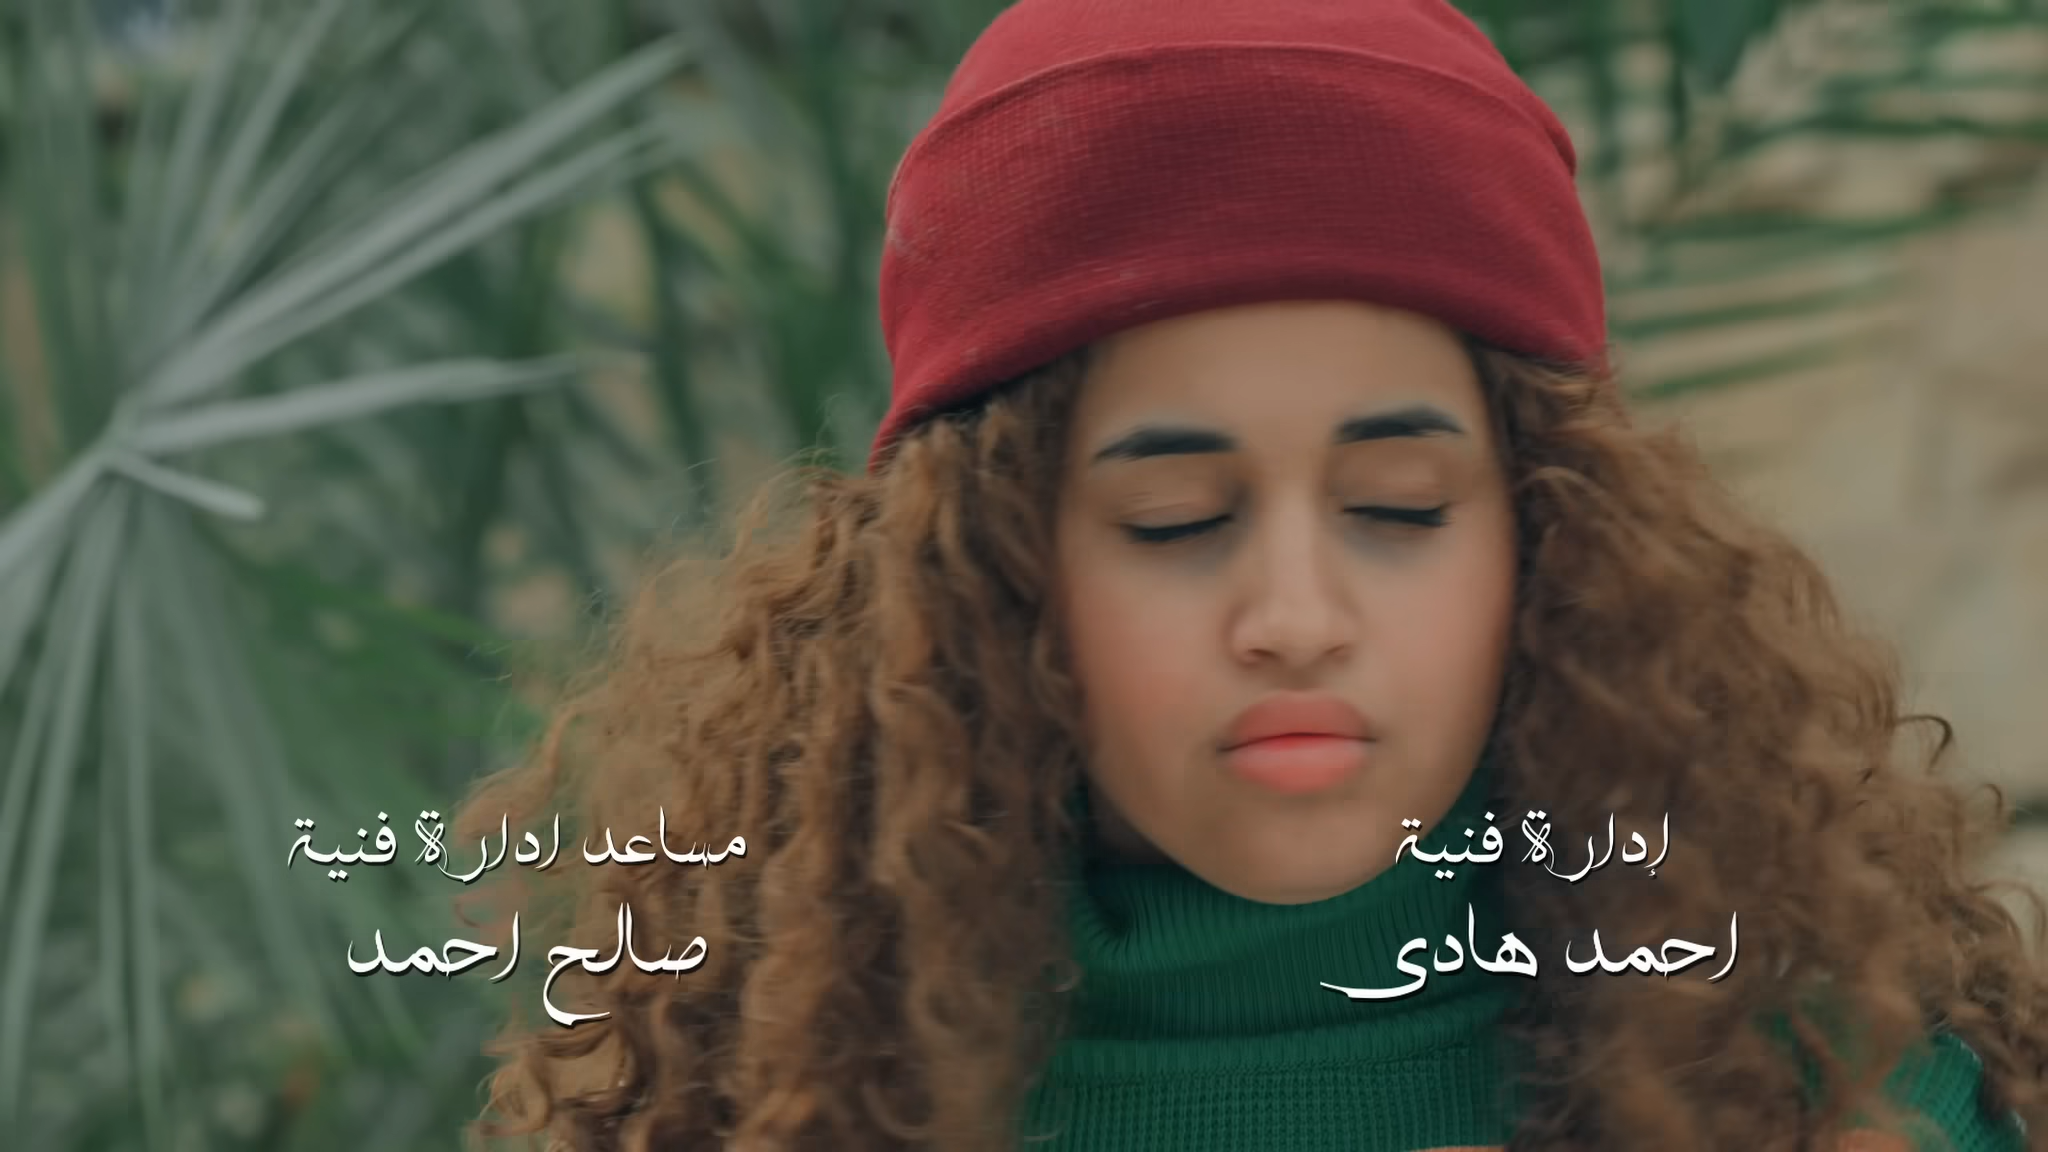 إدارة فنية
احمد هادى
مساعد ادارة فنية
صالح احمد